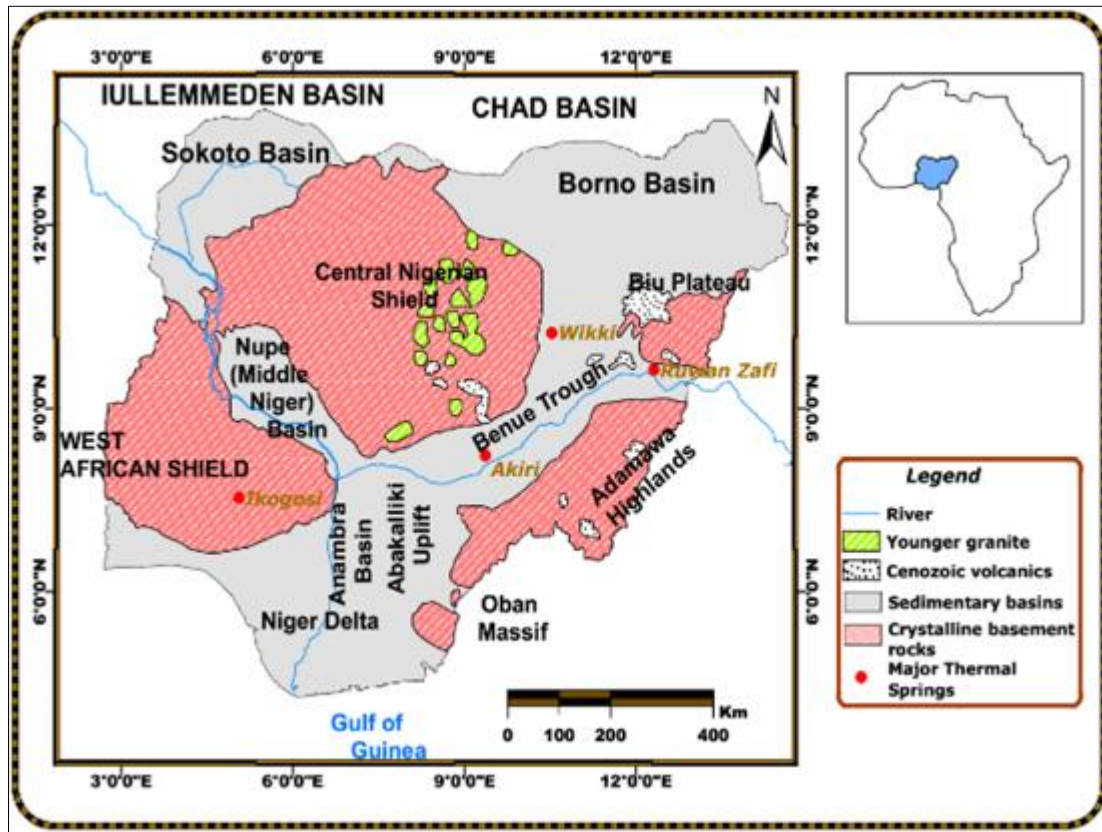 3°0'0"E 6°0'0"E 9°0'0"E 12°0'0"E
IULLEMMEDEN BASIN
CHAD BASIN
N
Sokoto Basin
Borno Basin
12°0'0"N
12°0'0"N
Central Nigerian
Shield
Biu Plateau
Wikki
Nupe
(Middle
Niger)
Basin
Ruwan Zafi
Benue Trough
9°0'0"N
9°0'0"N
WEST
AFRICAN SHIELD
Akiri
Adamawa
Highlands
Ikogosi
Anambra
Basin
Abakalliki
Uplift
6°0'0"N
6°0'0"N
Niger Delta
Oban
Massif
Gulf of
Guinea
Km
0 100 200 400
3°0'0"E 6°0'0"E 9°0'0"E 12°0'0"E
Legend
River
Younger granite
Cenozoic volcanics
Sedimentary basins
Crystalline basement
rocks
Major Thermal
Springs